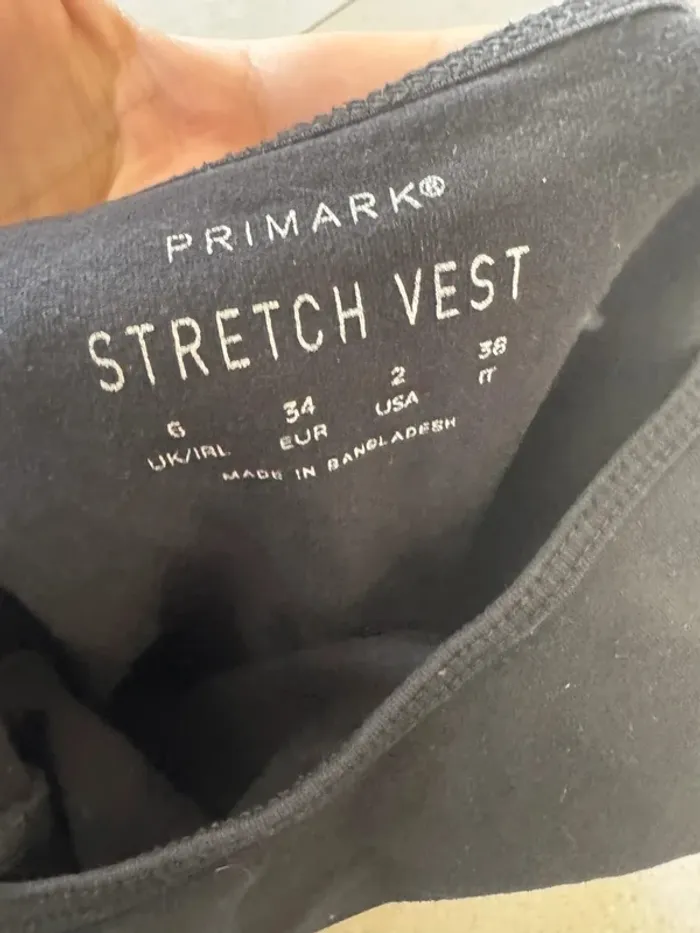 PRIMARK®
STRETCH VEST
6 34 2 38
UK/IRL EUR USA IT
MADE IN BANGLADESH